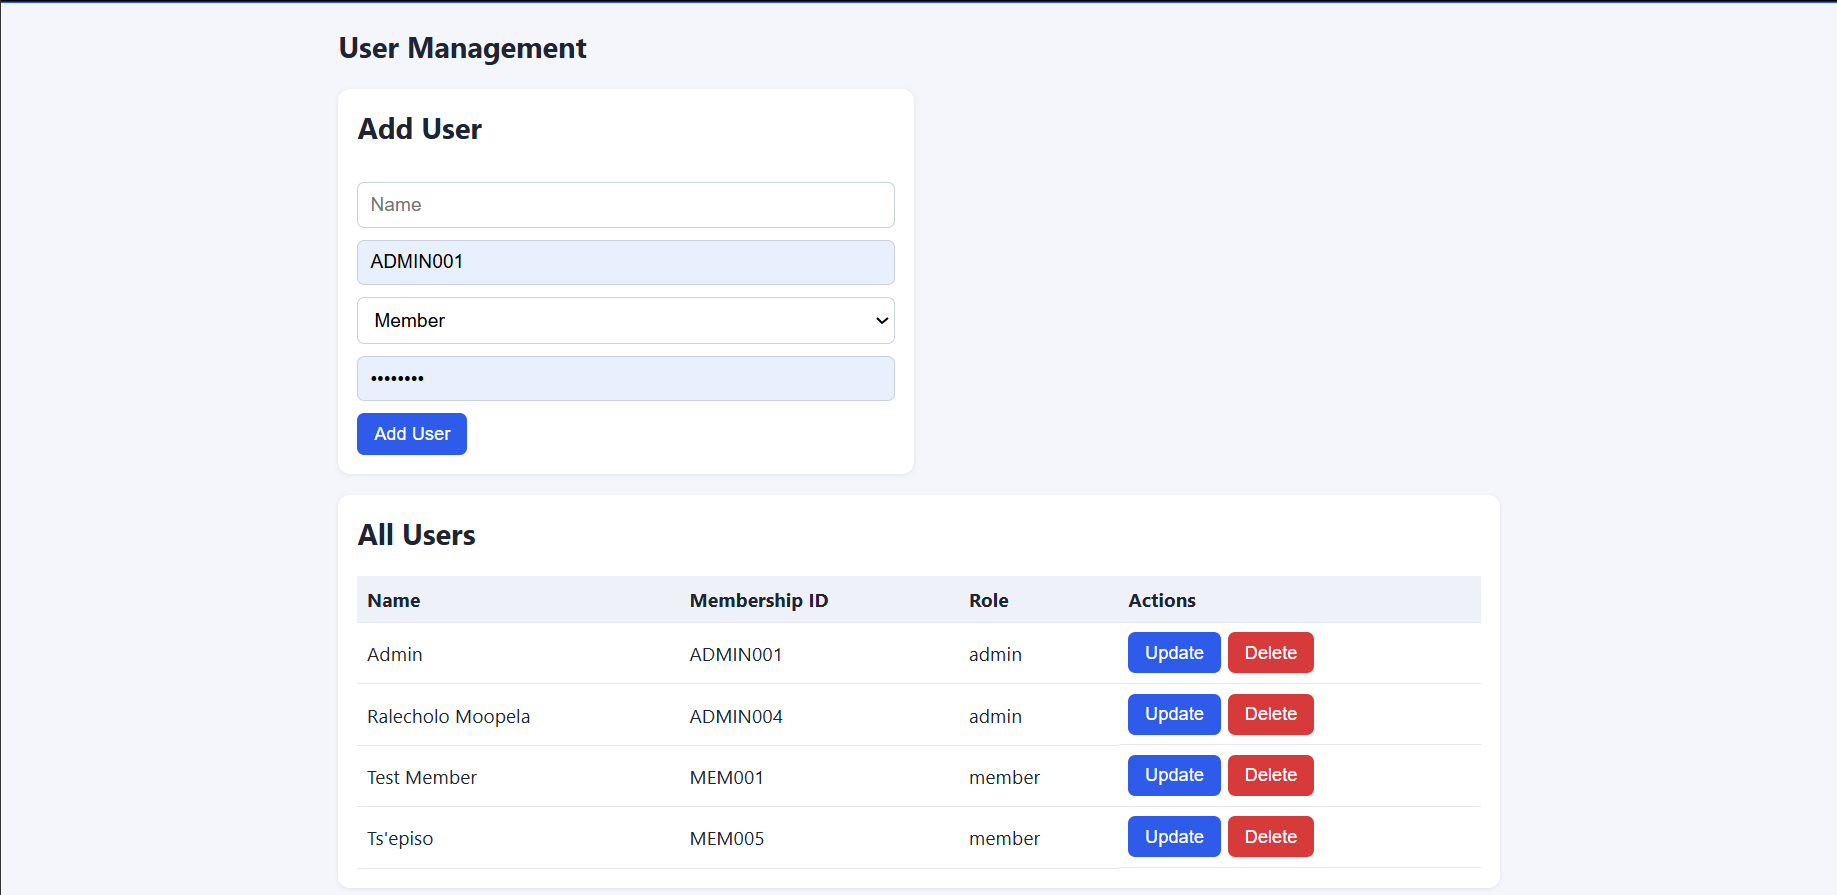 User Management
Add User
Name
ADMIN001
Member
••••••••
Add User
All Users
Name Membership ID Role Actions
Admin ADMIN001 admin Update Delete
Ralecholo Moopela ADMIN004 admin Update Delete
Test Member MEM001 member Update Delete
Ts'episo MEM005 member Update Delete